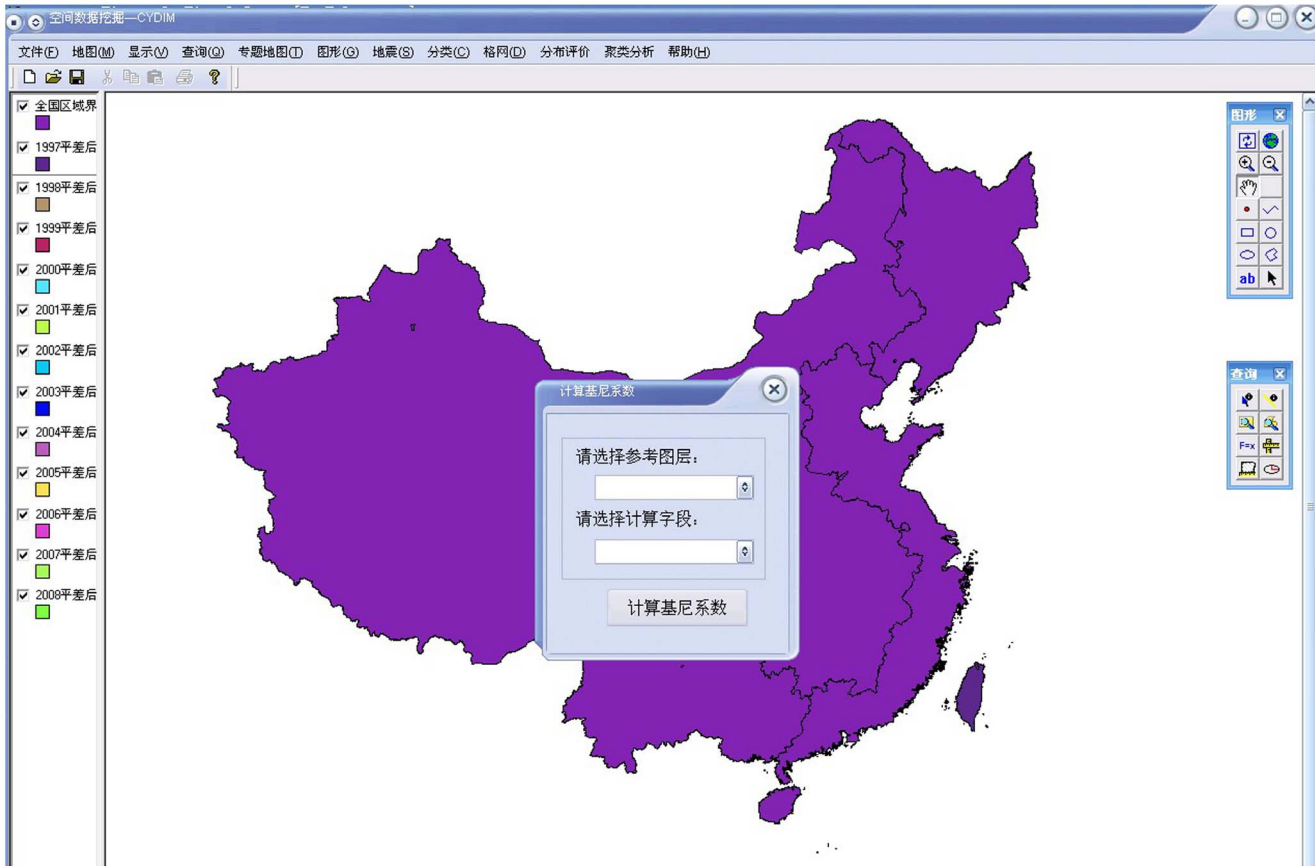 空间数据挖掘—CYDIM
文件(F) 地图(M) 显示(V) 查询(Q) 专题地图(T) 图形(G) 地震(S) 分类(C) 格网(D) 分布评价 聚类分析 帮助(H)
全国区域界
1997平差后
1998平差后
1999平差后
2000平差后
2001平差后
2002平差后
2003平差后
2004平差后
2005平差后
2006平差后
2007平差后
2008平差后
计算基尼系数
请选择参考图层:
请选择计算字段:
计算基尼系数
图形
ab
查询
F=x